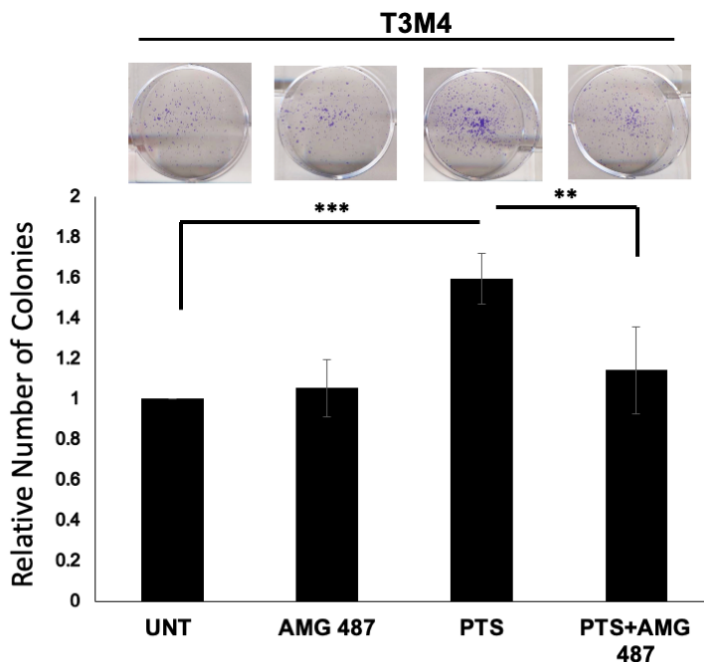 T3M4
***
**
Relative Number of Colonies
2
1.8
1.6
1.4
1.2
1
0.8
0.6
0.4
0.2
0
UNT
AMG 487
PTS
PTS+AMG
487